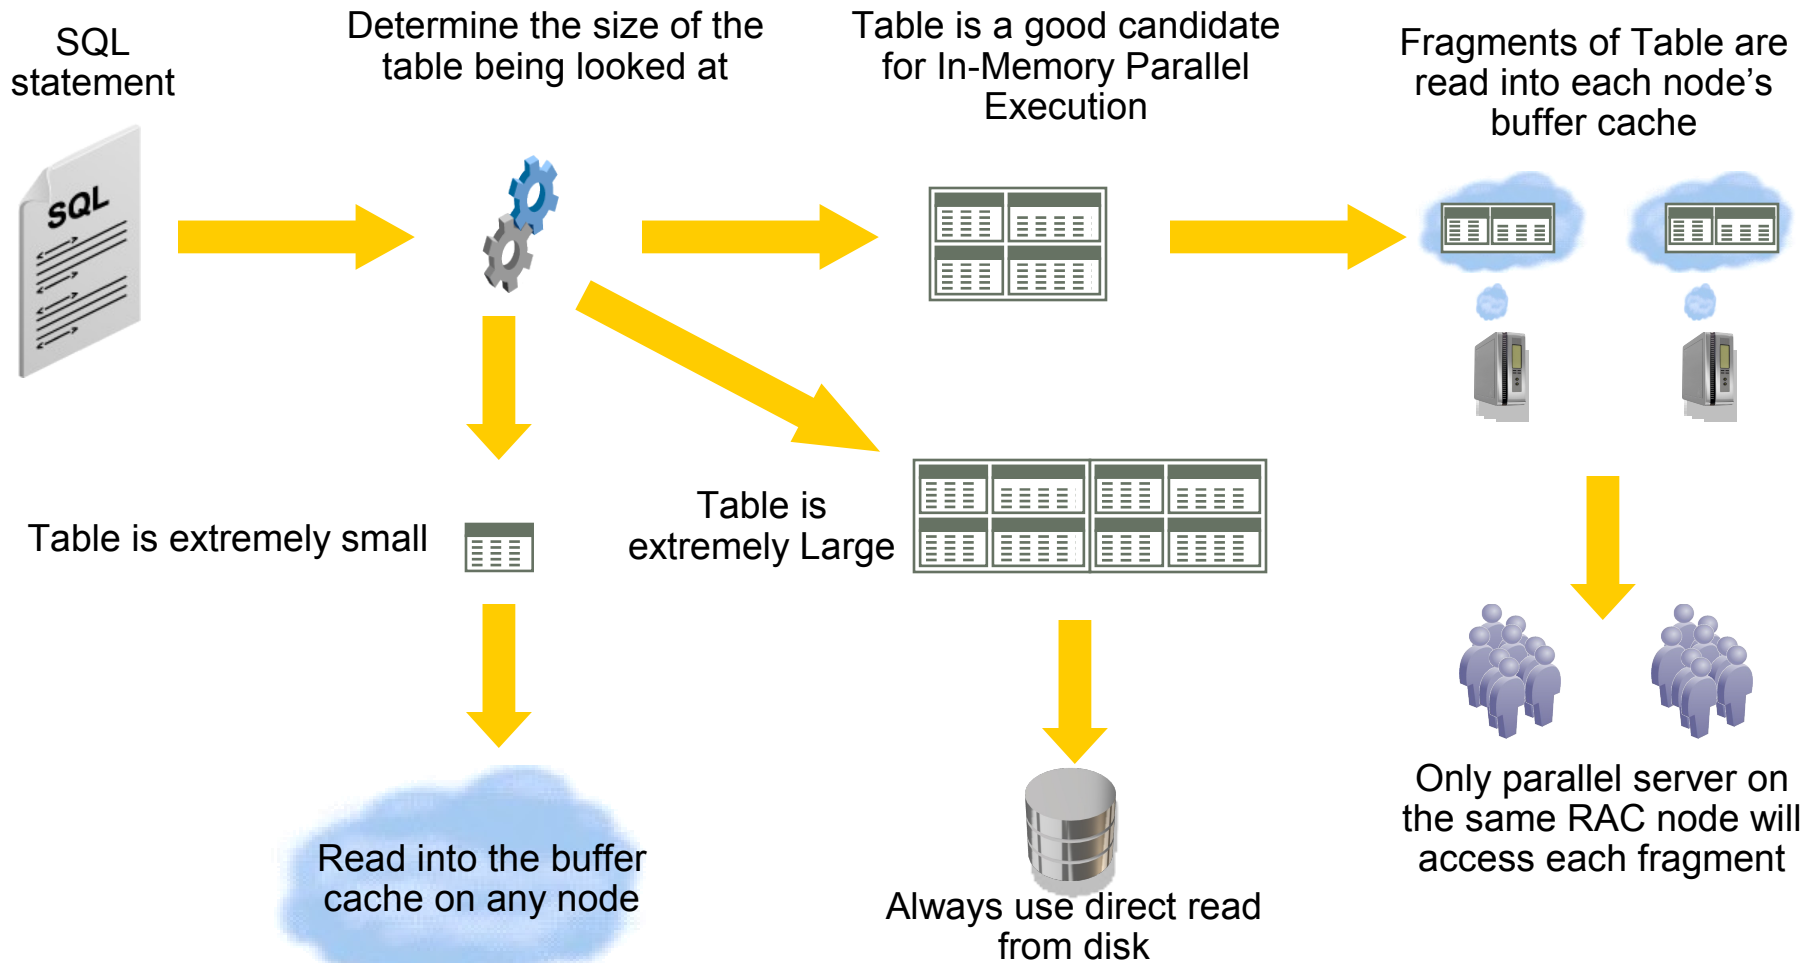 SQL
statement
Determine the size of the
table being looked at
Table is a good candidate
for In-Memory Parallel
Execution
Fragments of Table are
read into each node’s
buffer cache
SQL
Table is extremely small
Table is
extremely Large
Read into the buffer
cache on any node
Always use direct read
from disk
Only parallel server on
the same RAC node will
access each fragment